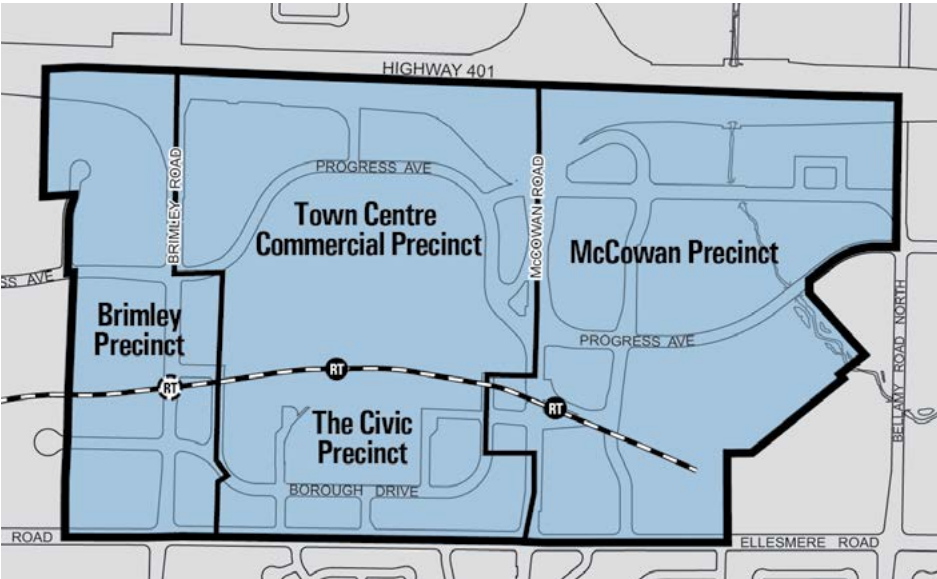 HIGHWAY 401
BRIMLEY ROAD
PROGRESS AVE
McCOWAN ROAD
Town Centre
Commercial Precinct
McCowan Precinct
SS AVE
Brimley
Precinct
PROGRESS AVE
BELLAMY ROAD NORTH
RT
RT
RT
The Civic
Precinct
BOROUGH DRIVE
ROAD
ELLESMERE ROAD